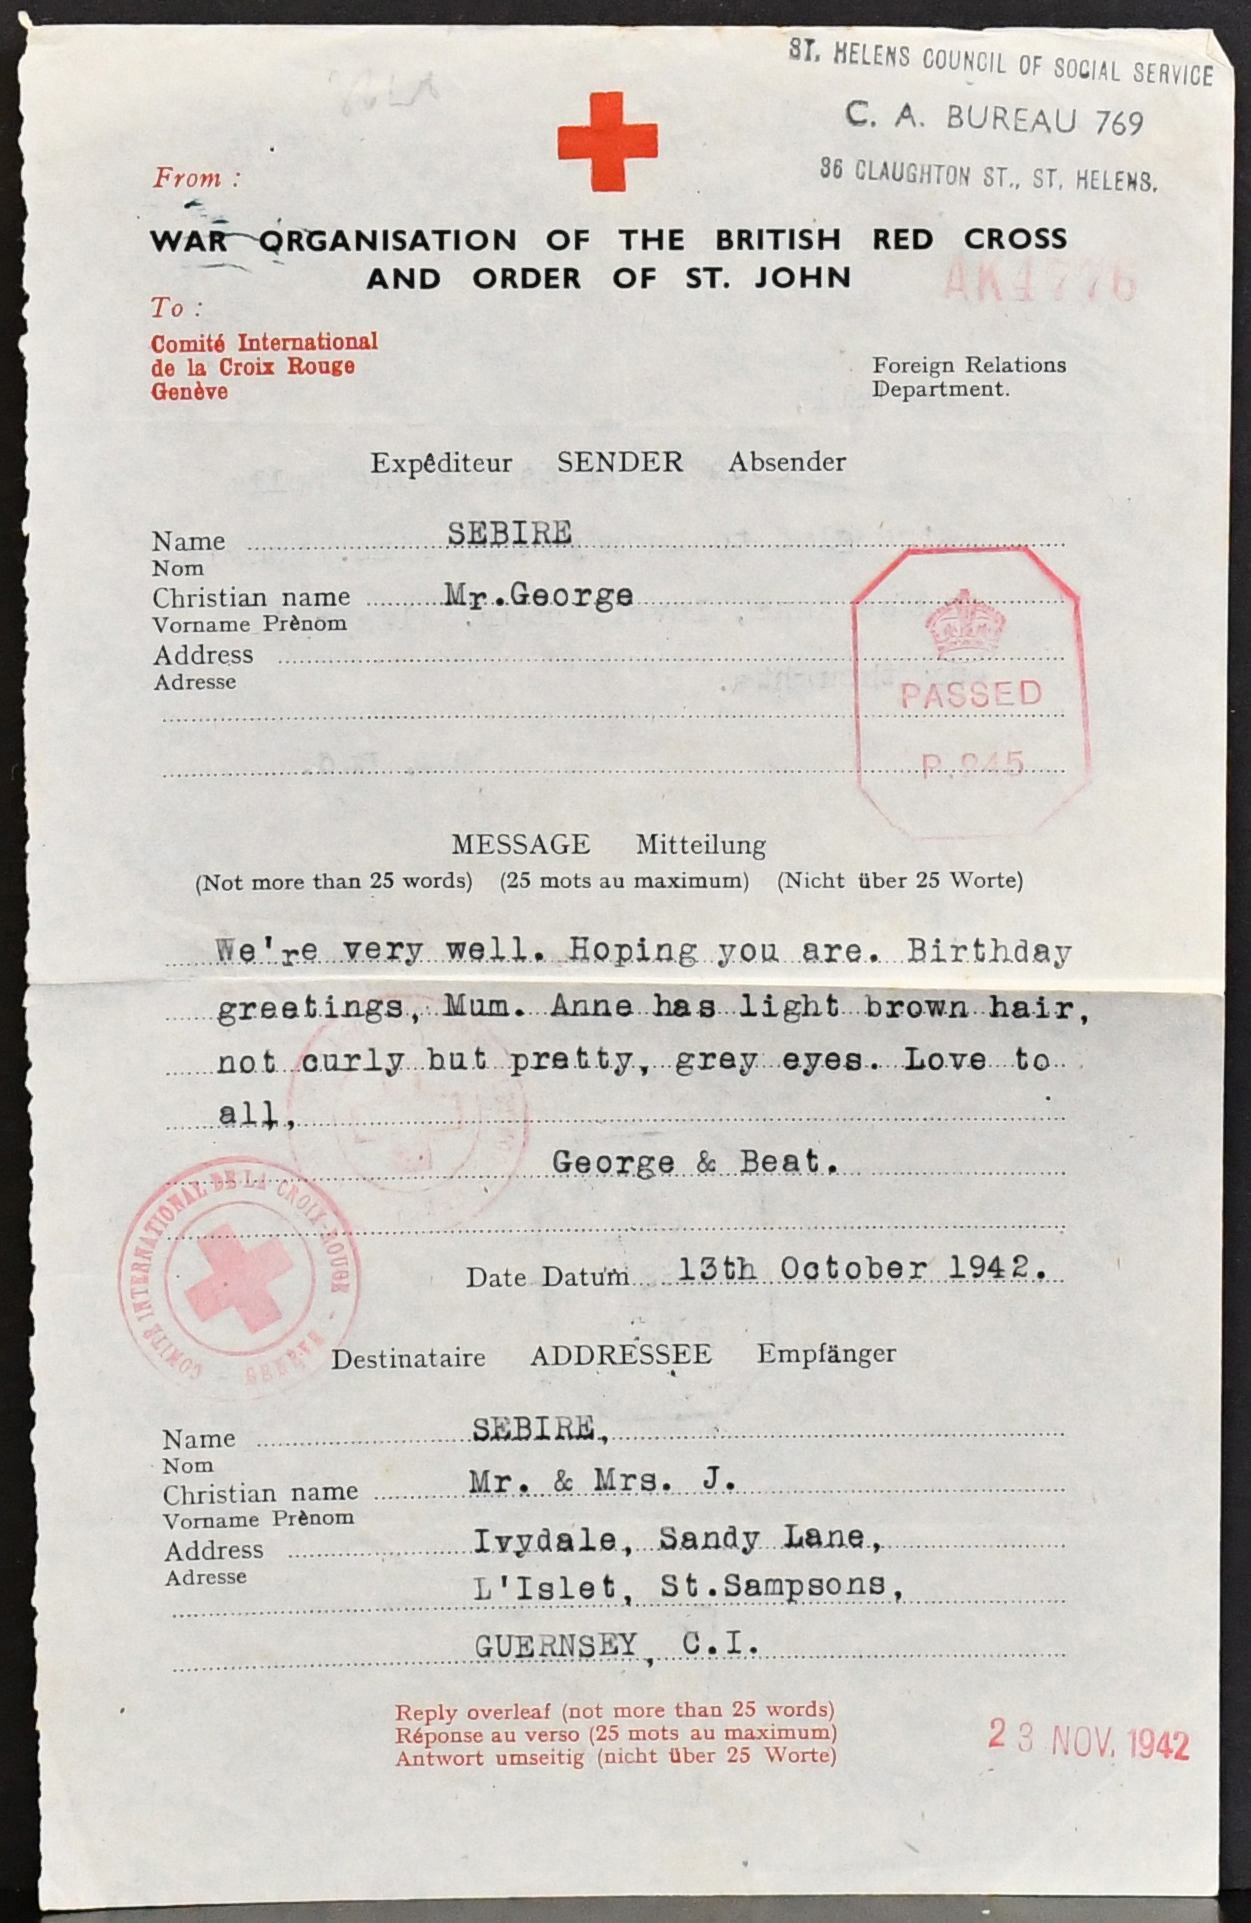 ST. HELENS COUNCIL OF SOCIAL SERVICE
C. A. BUREAU 769
36 CLAUGHTON ST., ST. HELENS.
From :
WAR ORGANISATION OF THE BRITISH RED CROSS
AND ORDER OF ST. JOHN
To :
Comité International
de la Croix Rouge
Genève
Foreign Relations
Department.
Expéditeur SENDER Absender
Name SEBIRE
Nom
Christian name Mr.George
Vorname Prènom
Address
Adresse
PASSED
MESSAGE Mitteilung
(Not more than 25 words) (25 mots au maximum) (Nicht über 25 Worte)
We're very well. Hoping you are. Birthday
greetings, Mum. Anne has light brown hair,
not curly but pretty, grey eyes. Love to
all,
George & Beat.
COMITÉ INTERNATIONAL DE LA CROIX-ROUGE - GENÈVE
Date Datum 13th October 1942.
Destinataire ADDRESSEE Empfänger
Name SEBIRE,
Nom
Christian name Mr. & Mrs. J.
Vorname Prènom
Address Ivydale, Sandy Lane,
Adresse
L'Islet, St.Sampsons,
GUERNSEY, C.I.
Reply overleaf (not more than 25 words)
Réponse au verso (25 mots au maximum)
Antwort umseitig (nicht über 25 Worte)
23 NOV. 1942